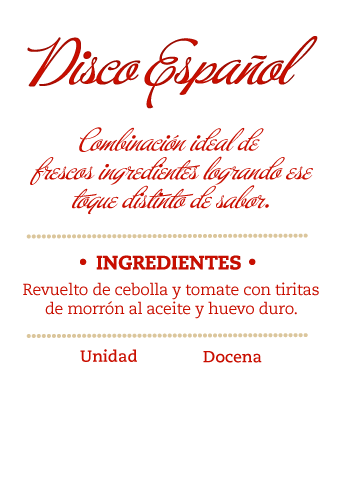 Disco Español
Combinación ideal de
frescos ingredientes logrando ese
toque distinto de sabor.
• INGREDIENTES •
Revuelto de cebolla y tomate con tiritas
de morrón al aceite y huevo duro.
Unidad Docena